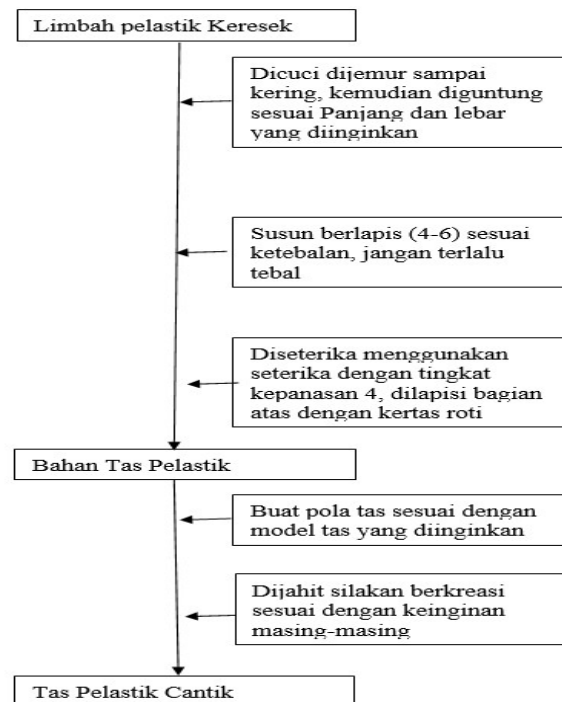 Limbah pelastik Keresek
Dicuci dijemur sampai
kering, kemudian diguntung
sesuai Panjang dan lebar
yang diinginkan
Susun berlapis (4-6) sesuai
ketebalan, jangan terlalu
tebal
Diseterika menggunakan
seterika dengan tingkat
kepanasan 4, dilapisi bagian
atas dengan kertas roti
Bahan Tas Pelastik
Buat pola tas sesuai dengan
model tas yang diinginkan
Dijahit silakan berkreasi
sesuai dengan keinginan
masing-masing
Tas Pelastik Cantik